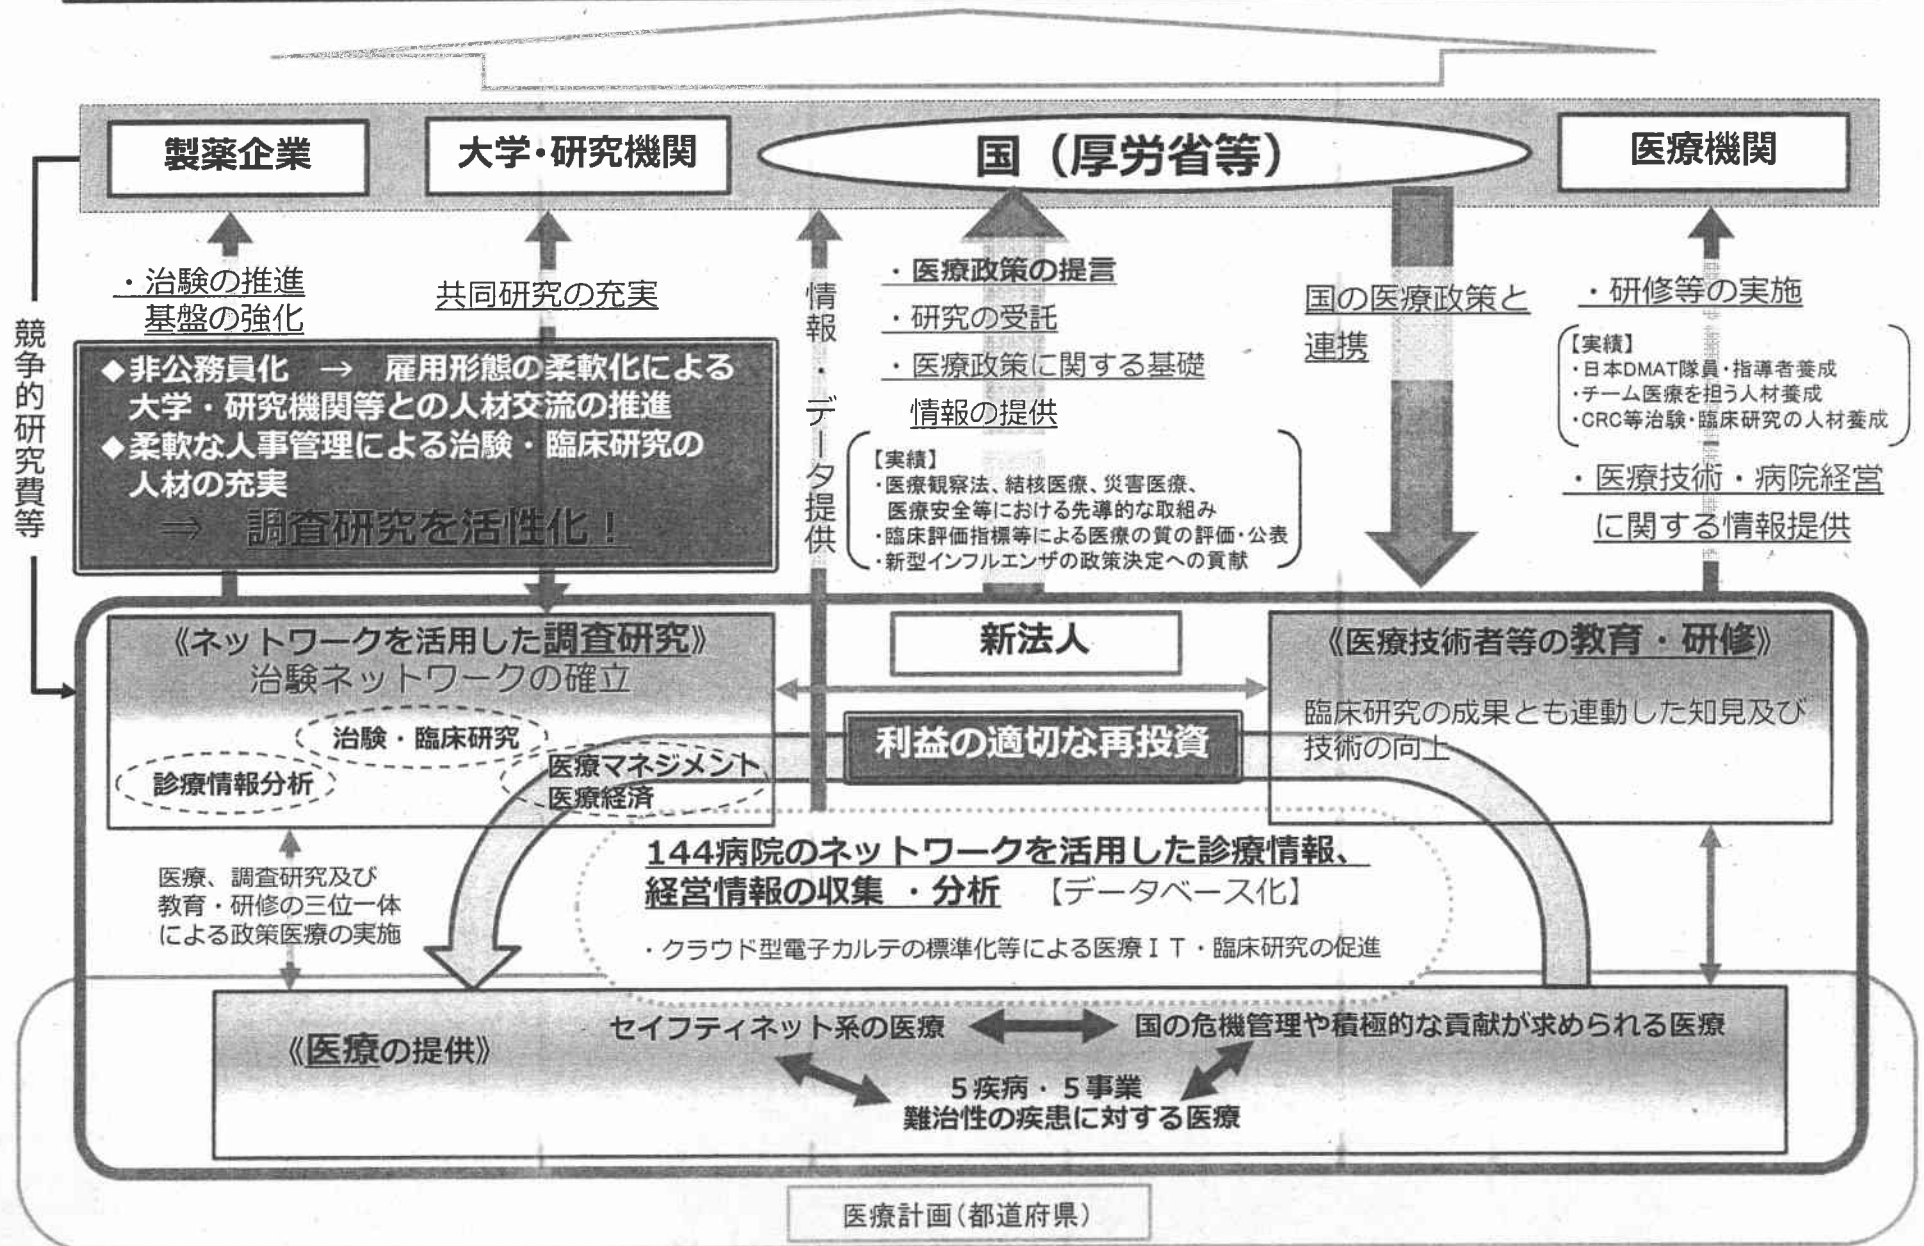 製薬企業
大学・研究機関
国（厚労省等）
医療機関
競争的研究費等
・治験の推進
基盤の強化
共同研究の充実
情報・データ提供
・医療政策の提言
・研究の受託
・医療政策に関する基礎
情報の提供
【実績】
・医療観察法、結核医療、災害医療、
医療安全等における先導的な取組み
・臨床評価指標等による医療の質の評価・公表
・新型インフルエンザの政策決定への貢献
国の医療政策と
連携
・研修等の実施
【実績】
・日本DMAT隊員・指導者養成
・チーム医療を担う人材養成
・CRC等治験・臨床研究の人材養成
・医療技術・病院経営
に関する情報提供
◆非公務員化　→　雇用形態の柔軟化による
大学・研究機関等との人材交流の推進
◆柔軟な人事管理による治験・臨床研究の
人材の充実
⇒　調査研究を活性化！
《ネットワークを活用した調査研究》
治験ネットワークの確立
治験・臨床研究
診療情報分析
医療マネジメント
医療経済
新法人
利益の適切な再投資
《医療技術者等の教育・研修》
臨床研究の成果とも連動した知見及び
技術の向上
144病院のネットワークを活用した診療情報、
経営情報の収集 ・分析　【データベース化】
・クラウド型電子カルテの標準化等による医療ＩＴ・臨床研究の促進
医療、調査研究及び
教育・研修の三位一体
による政策医療の実施
《医療の提供》
セイフティネット系の医療
国の危機管理や積極的な貢献が求められる医療
５疾病・５事業
難治性の疾患に対する医療
医療計画（都道府県）